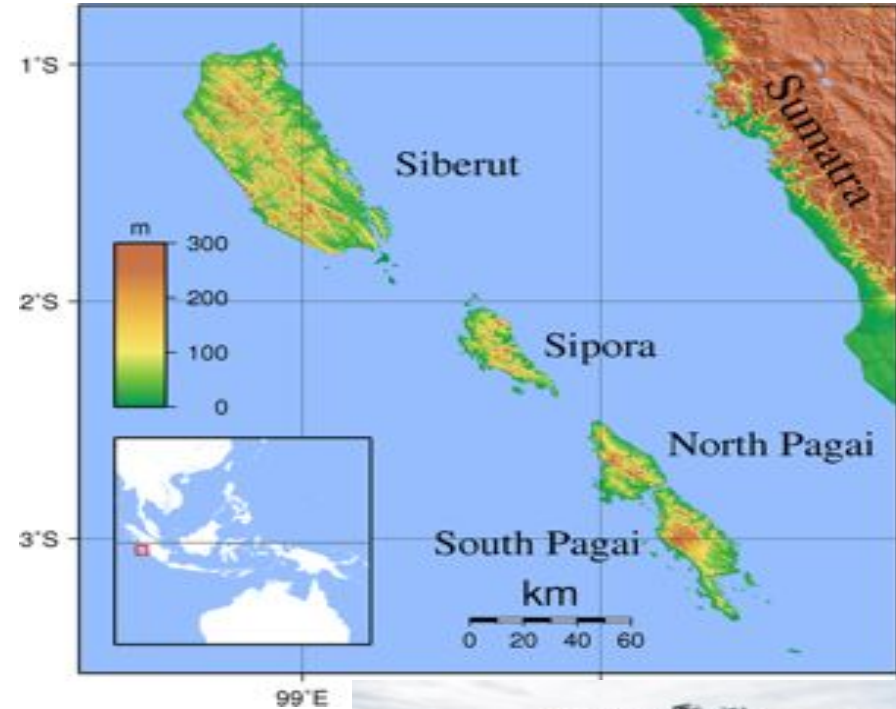 1°S
Siberut
Sumatra
m
300
200
100
0
2°S
Sipora
North Pagai
3°S
South Pagai
km
0 20 40 60
99°E